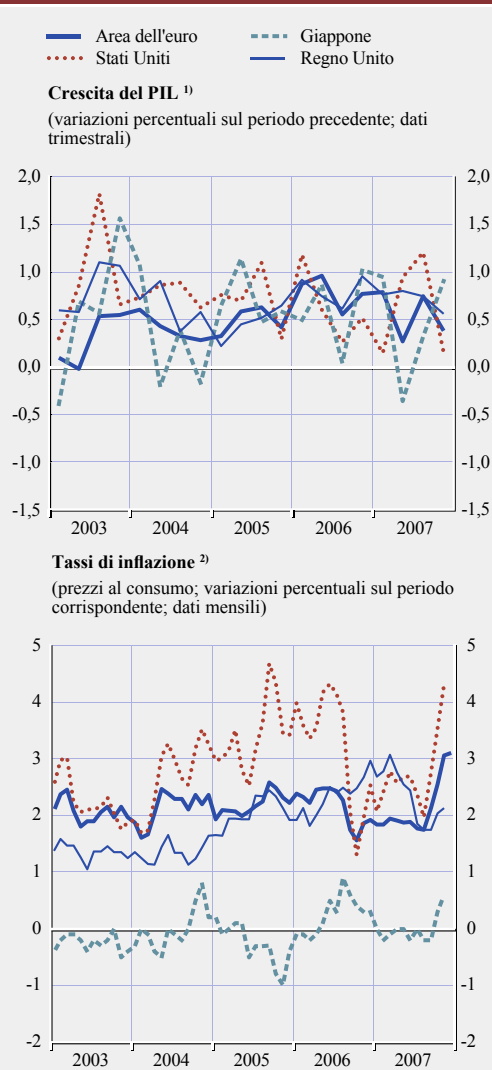 Area dell'euro Giappone
Stati Uniti Regno Unito
Crescita del PIL 1)
(variazioni percentuali sul periodo precedente; dati
trimestrali)
2,0 2,0
1,5 1,5
1,0 1,0
0,5 0,5
0,0 0,0
-0,5 -0,5
-1,0 -1,0
-1,5 -1,5
2003 2004 2005 2006 2007
Tassi di inflazione 2)
(prezzi al consumo; variazioni percentuali sul periodo
corrispondente; dati mensili)
5 5
4 4
3 3
2 2
1 1
0 0
-1 -1
-2 -2
2003 2004 2005 2006 2007